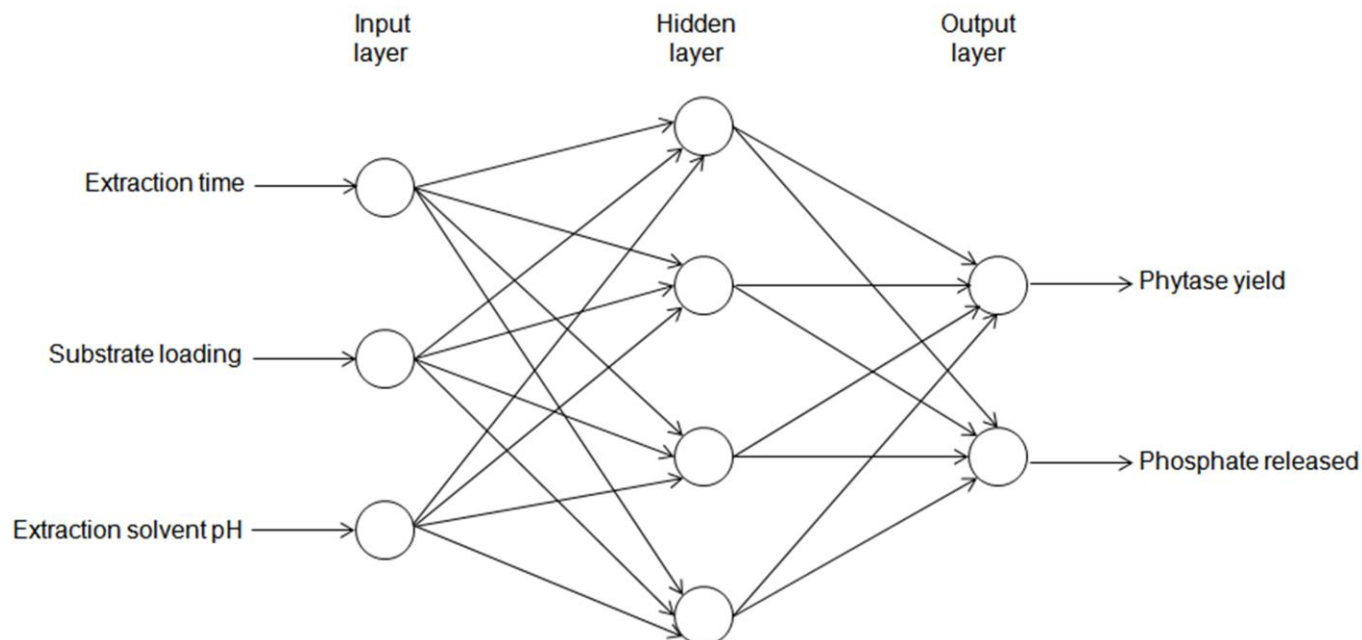 Input
layer
Hidden
layer
Output
layer
Extraction time
Substrate loading
Extraction solvent pH
Phytase yield
Phosphate released